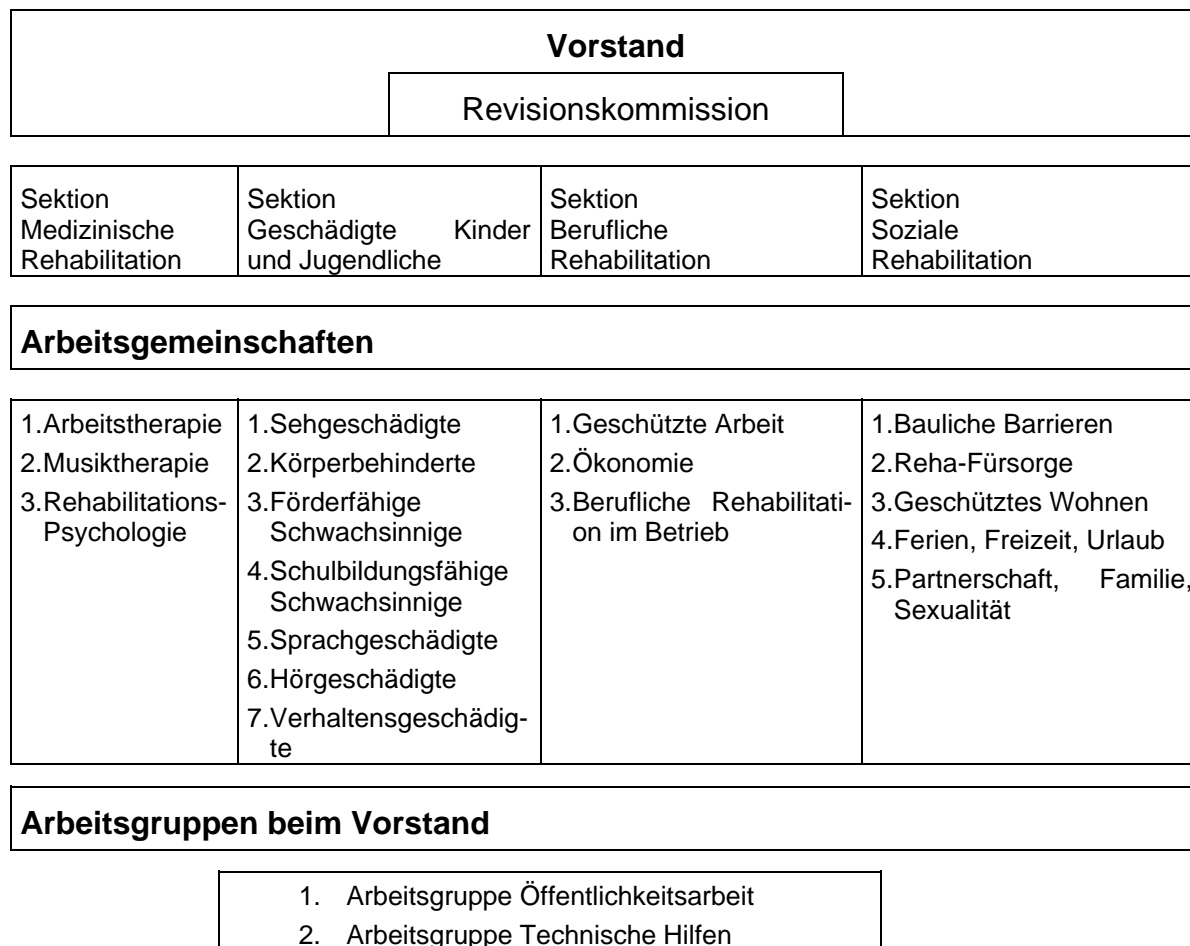 Vorstand
Revisionskommission
Sektion
Medizinische
Rehabilitation
Sektion
Geschädigte Kinder
und Jugendliche
Sektion
Berufliche
Rehabilitation
Sektion
Soziale
Rehabilitation
Arbeitsgemeinschaften
1.Arbeitstherapie
2.Musiktherapie
3.Rehabilitations-
Psychologie
1.Sehgeschädigte
2.Körperbehinderte
3.Förderfähige
Schwachsinnige
4.Schulbildungsfähige
Schwachsinnige
5.Sprachgeschädigte
6.Hörgeschädigte
7.Verhaltensgeschädig-
te
1.Geschützte Arbeit
2.Ökonomie
3.Berufliche Rehabilitati-
on im Betrieb
1.Bauliche Barrieren
2.Reha-Fürsorge
3.Geschütztes Wohnen
4.Ferien, Freizeit, Urlaub
5.Partnerschaft, Familie,
Sexualität
Arbeitsgruppen beim Vorstand
1. Arbeitsgruppe Öffentlichkeitsarbeit
2. Arbeitsgruppe Technische Hilfen